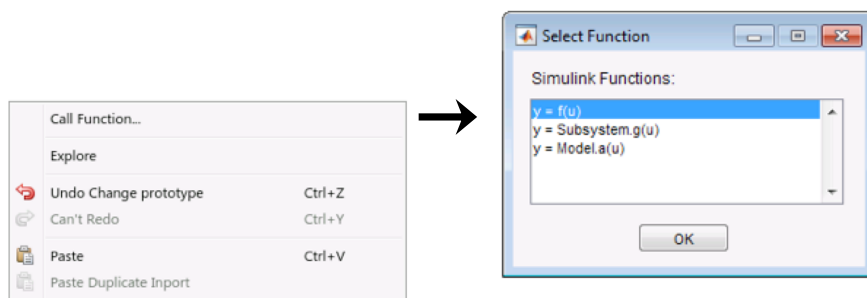 Call Function...
Explore
Undo Change prototype Ctrl+Z
Can't Redo Ctrl+Y
Paste Ctrl+V
Paste Duplicate Inport
Select Function
Simulink Functions:
y = f(u)
y = Subsystem.g(u)
y = Model.a(u)
OK